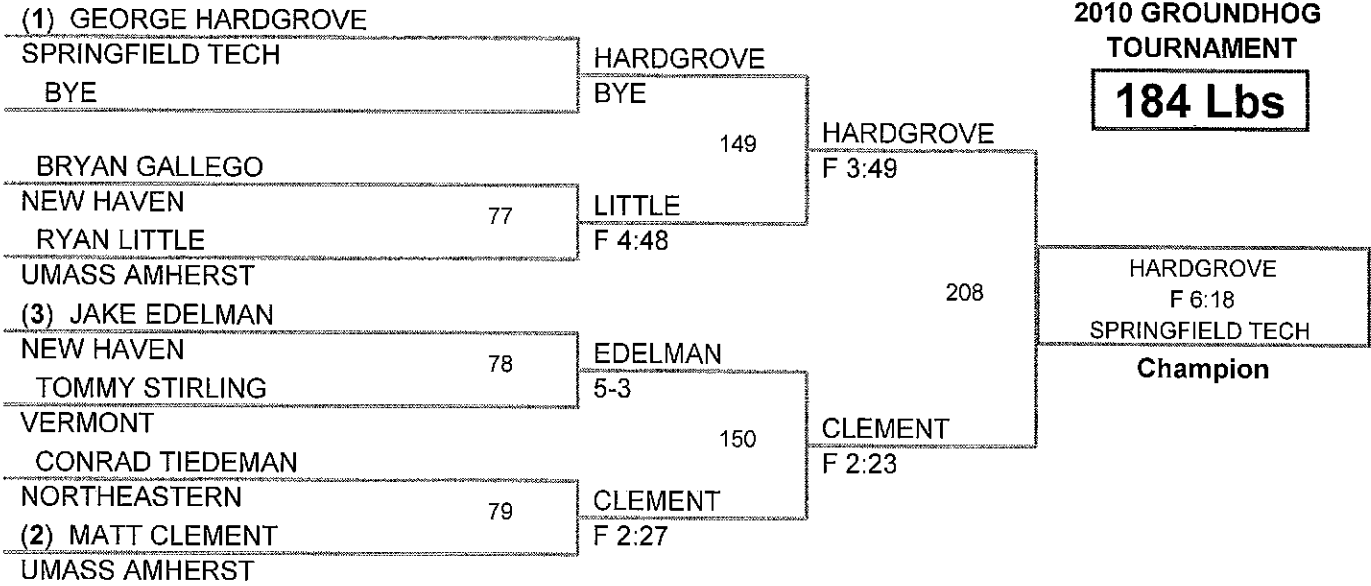 (1) GEORGE HARDGROVE
SPRINGFIELD TECH
BYE
BRYAN GALLEGO
NEW HAVEN
77
RYAN LITTLE
UMASS AMHERST
(3) JAKE EDELMAN
NEW HAVEN
78
TOMMY STIRLING
VERMONT
CONRAD TIEDEMAN
NORTHEASTERN
79
(2) MATT CLEMENT
UMASS AMHERST
HARDGROVE
BYE
149
LITTLE
F 4:48
EDELMAN
5-3
150
CLEMENT
F 2:27
HARDGROVE
F 3:49
208
CLEMENT
F 2:23
2010 GROUNDHOG
TOURNAMENT
184 Lbs
HARDGROVE
F 6:18
SPRINGFIELD TECH
Champion